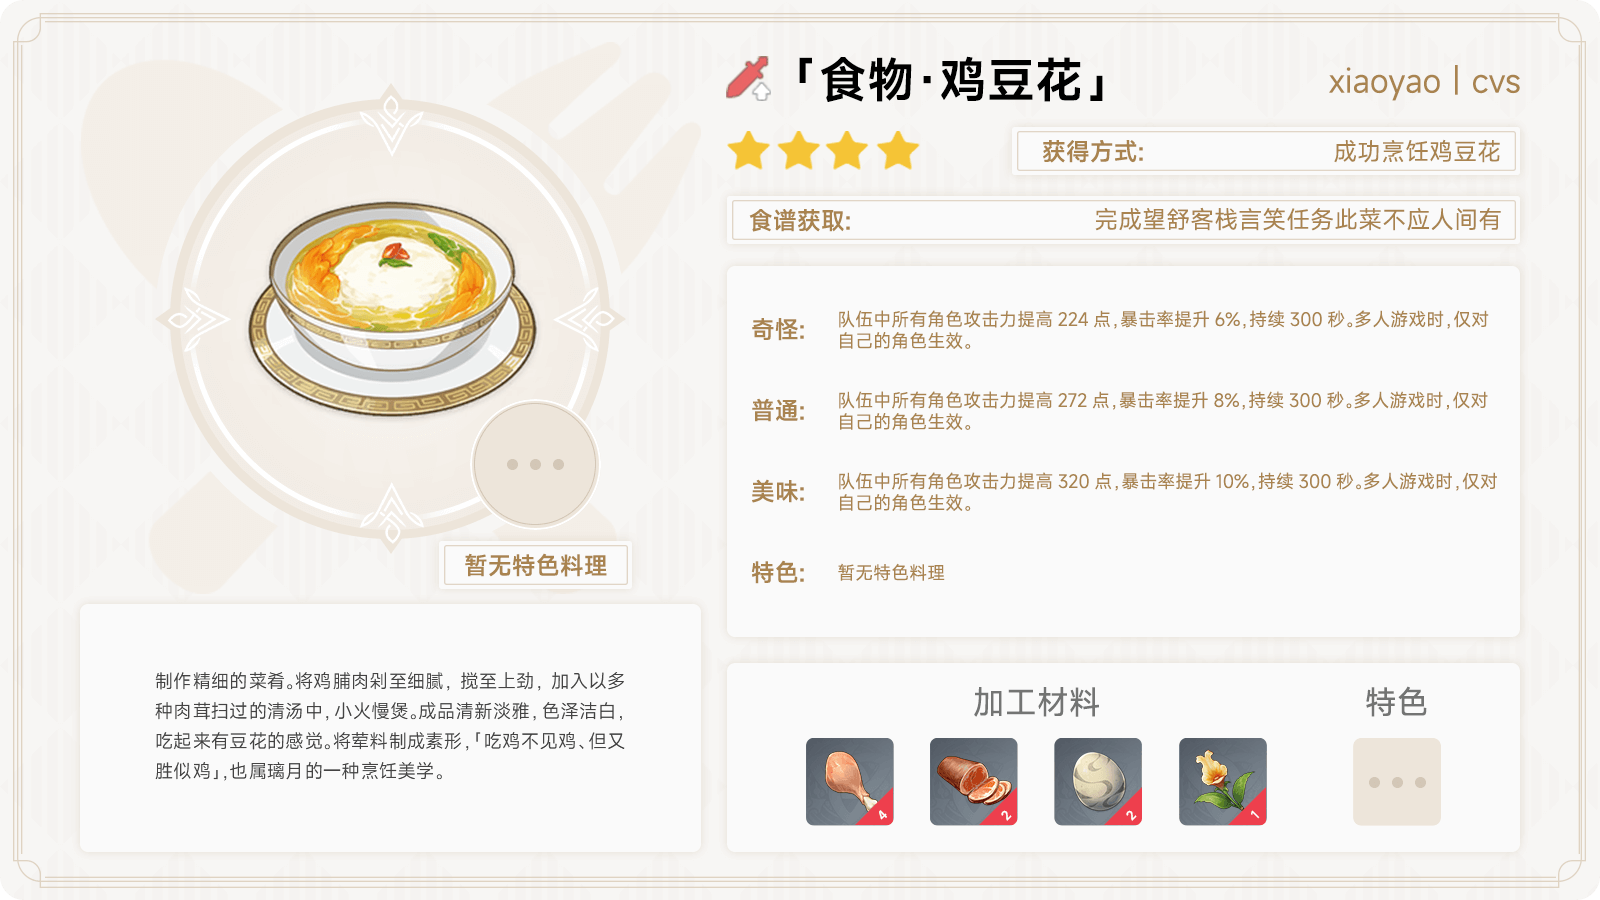 「食物·鸡豆花」
xiaoyao | cvs
获得方式:
成功烹饪鸡豆花
食谱获取:
完成望舒客栈言笑任务此菜不应人间有
奇怪:
队伍中所有角色攻击力提高 224 点,暴击率提升 6%,持续 300 秒。多人游戏时,仅对
自己的角色生效。
普通:
队伍中所有角色攻击力提高 272 点,暴击率提升 8%,持续 300 秒。多人游戏时,仅对
自己的角色生效。
美味:
队伍中所有角色攻击力提高 320 点,暴击率提升 10%,持续 300 秒。多人游戏时,仅对
自己的角色生效。
特色:
暂无特色料理
暂无特色料理
制作精细的菜肴。将鸡脯肉剁至细腻, 搅至上劲, 加入以多
种肉茸扫过的清汤中,小火慢煲。成品清新淡雅,色泽洁白,
吃起来有豆花的感觉。将荤料制成素形,「吃鸡不见鸡、但又
胜似鸡」,也属璃月的一种烹饪美学。
加工材料
特色
4
2
2
1